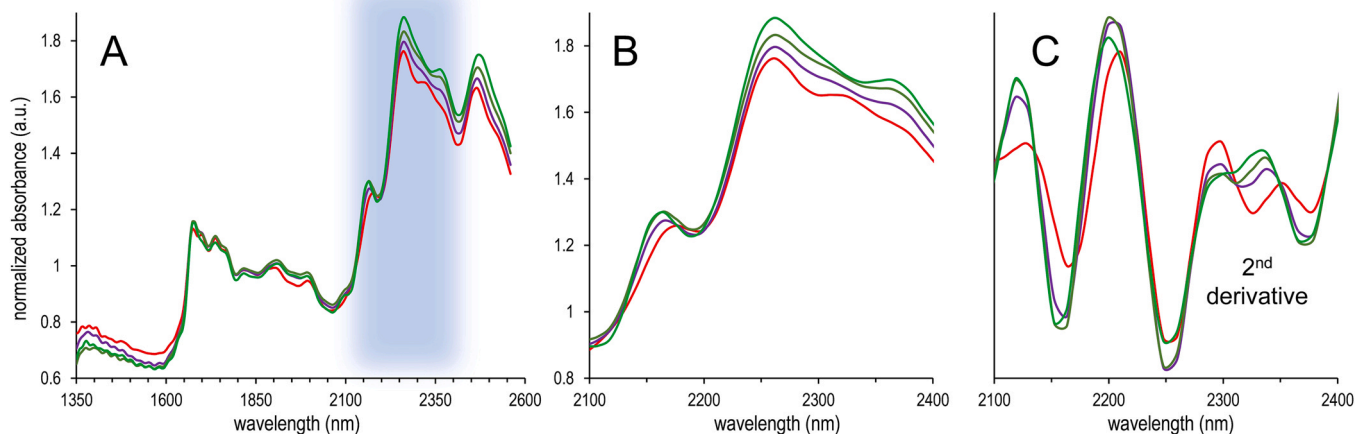 A
normalized absorbance (a.u.)
1.8
1.6
1.4
1.2
1
0.8
0.6
1350 1600 1850 2100 2350 2600
wavelength (nm)
B
1.8
1.6
1.4
1.2
1
0.8
2100 2200 2300 2400
wavelength (nm)
C
2nd
derivative
2100 2200 2300 2400
wavelength (nm)